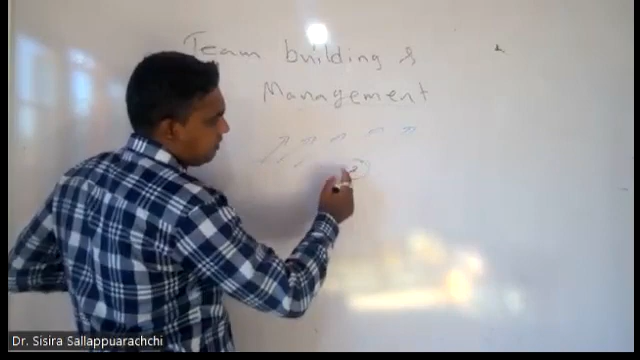 Team building &
Management
Dr. Sisira Sallappuarachchi